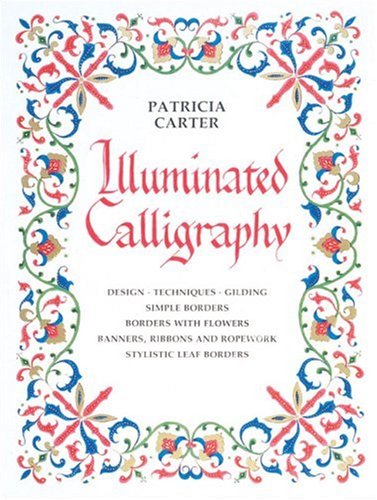 PATRICIA
CARTER
Illuminated
Calligraphy
DESIGN · TECHNIQUES · GILDING
SIMPLE BORDERS
BORDERS WITH FLOWERS
BANNERS, RIBBONS AND ROPEWORK
STYLISTIC LEAF BORDERS